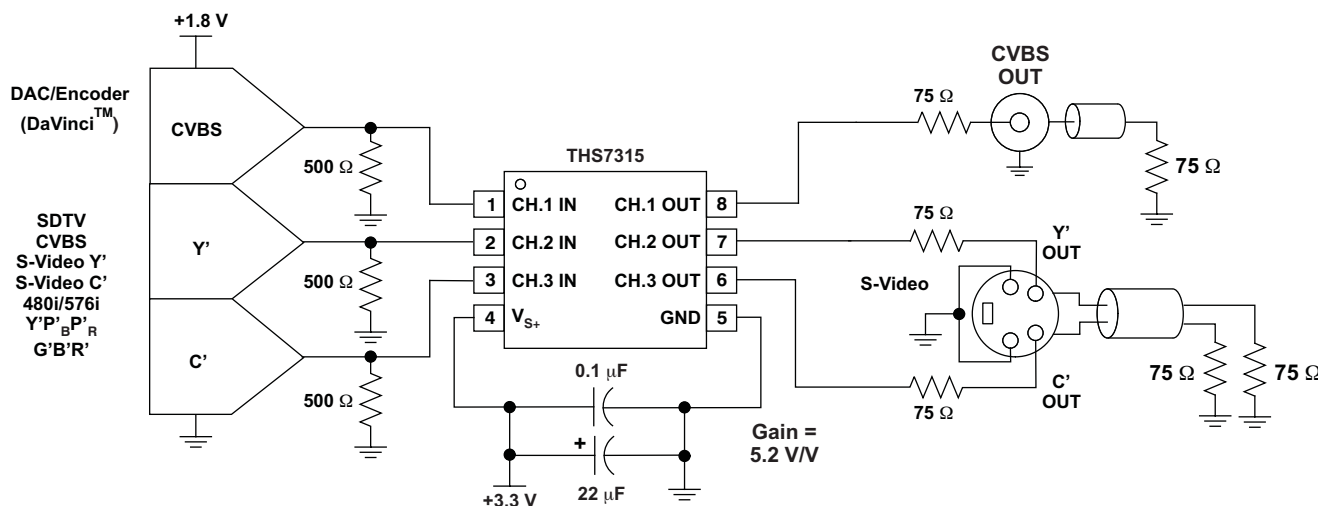 +1.8 V
DAC/Encoder
(DaVinci™)
CVBS
500 Ω
SDTV
CVBS
S-Video Y'
S-Video C'
480i/576i
Y'P'BP'R
G'B'R'
Y'
500 Ω
C'
500 Ω
THS7315
1 CH.1 IN CH.1 OUT 8
2 CH.2 IN CH.2 OUT 7
3 CH.3 IN CH.3 OUT 6
4 VS+ GND 5
0.1 μF
+
22 μF
+3.3 V
Gain =
5.2 V/V
CVBS
OUT
75 Ω
75 Ω
75 Ω
Y'
OUT
S-Video
75 Ω
C'
OUT
75 Ω
75 Ω